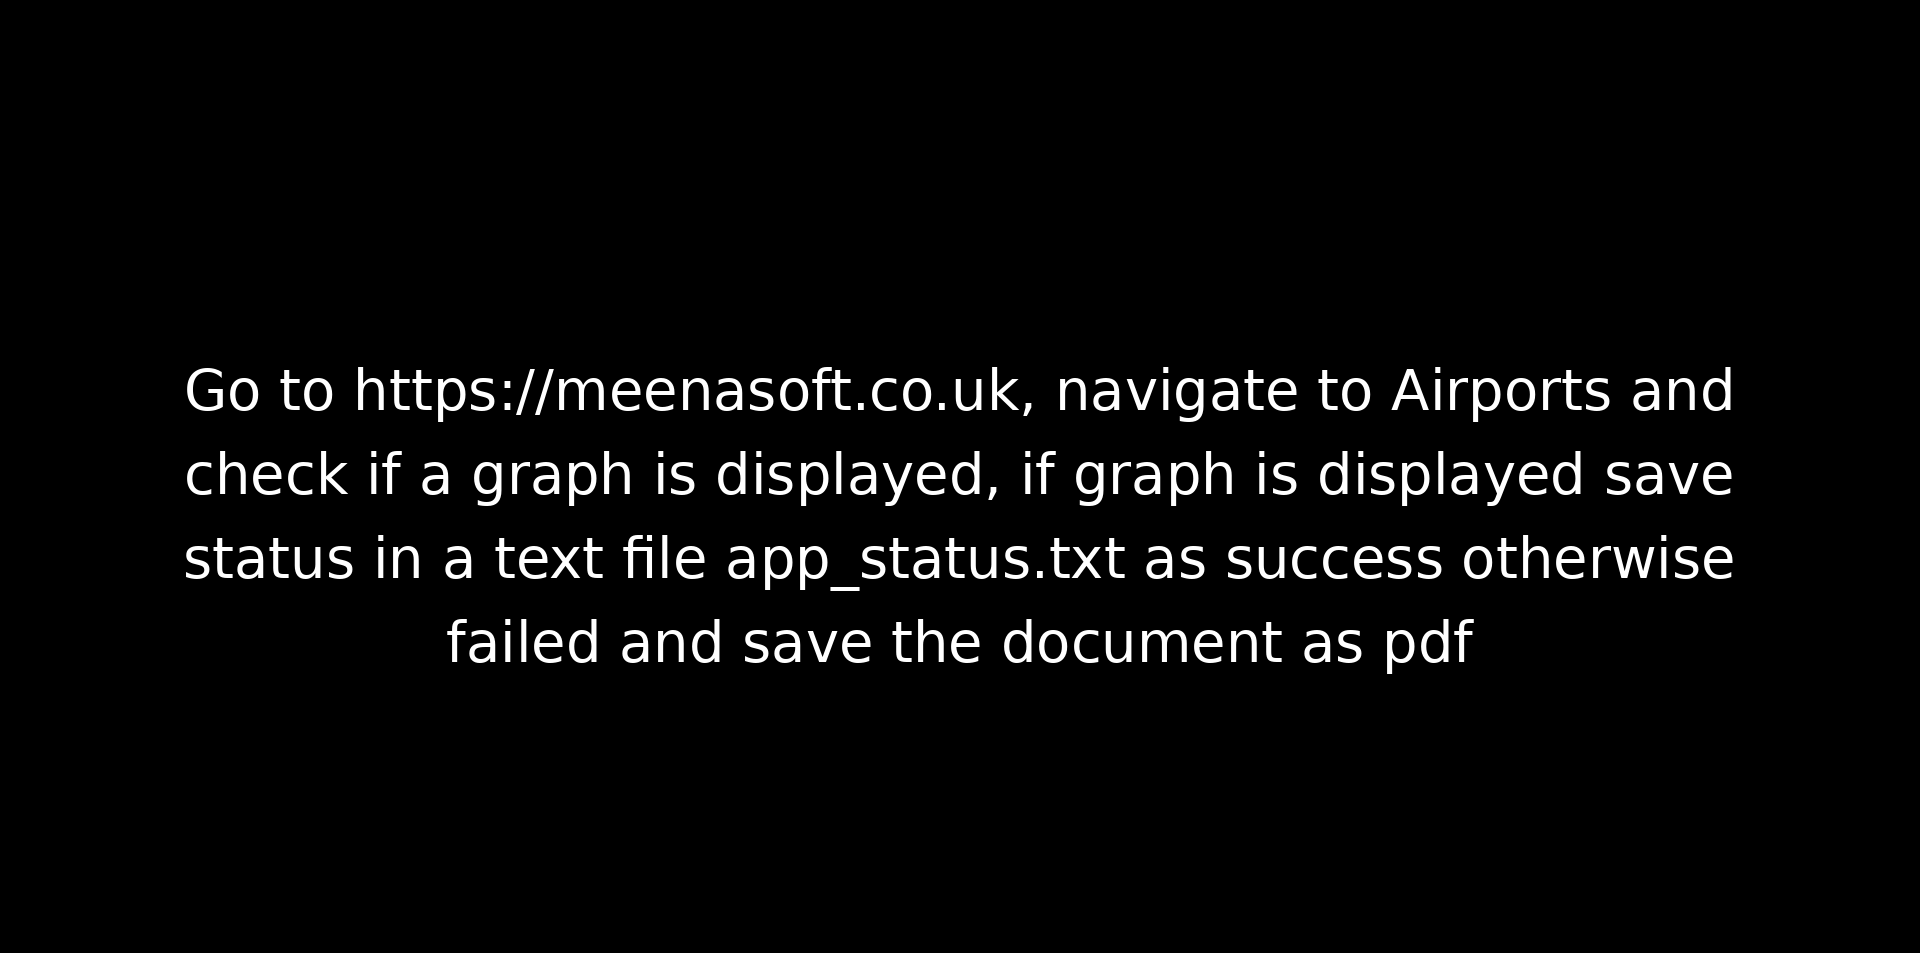 Go to https://meenasoft.co.uk, navigate to Airports and
check if a graph is displayed, if graph is displayed save
status in a text file app_status.txt as success otherwise
failed and save the document as pdf